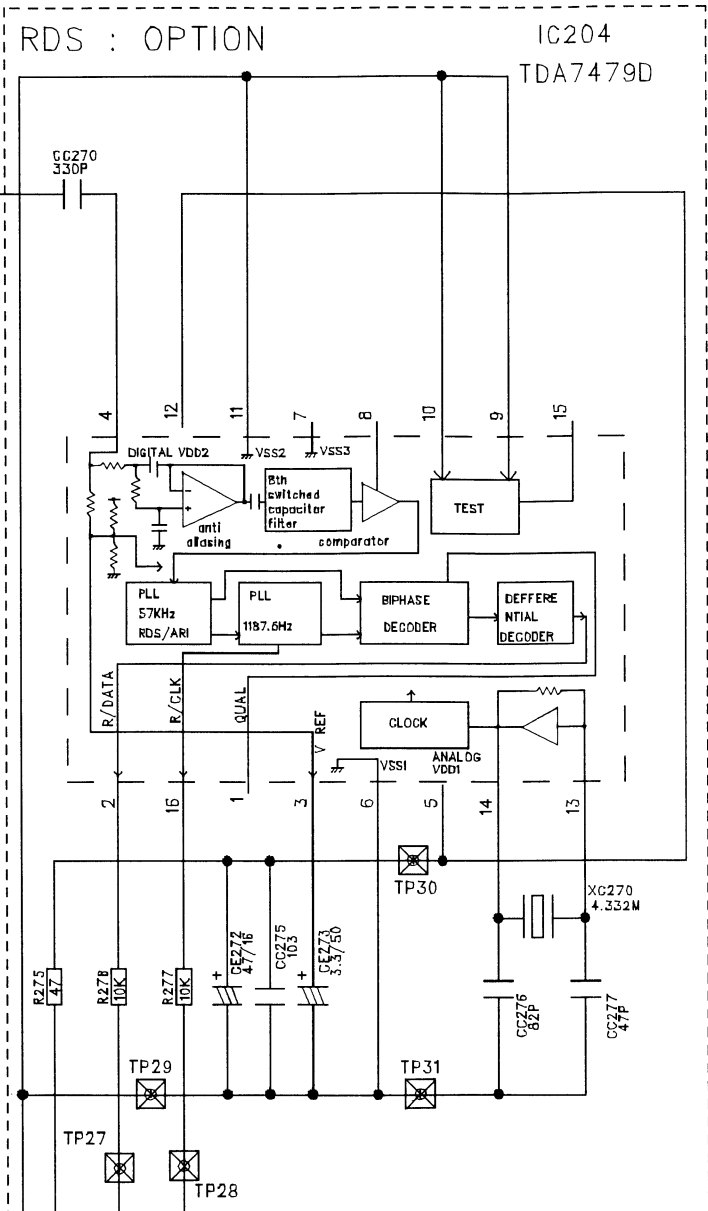 RDS : OPTION
IC204
TDA7479D
CC270
330P
4
12
11
7
8
10
9
15
DIGITAL VDD2
VSS2
VSS3
8th
switched
capacitor
filter
anti
aliasing
comparator
TEST
PLL
57KHz
RDS/ARI
PLL
1187.6Hz
BIPHASE
DECODER
DEFFERE
NTIAL
DECODER
R/DATA
R/CLK
QUAL
V REF
CLOCK
VSS1
ANALOG
VDD1
2
16
1
3
6
5
14
13
TP30
XC270
4.332M
R275
47
R278
10K
R277
10K
+
CE272
47/16
CC275
103
+
CE273
3.3/50
CC276
82P
CC277
47P
TP29
TP31
TP27
TP28